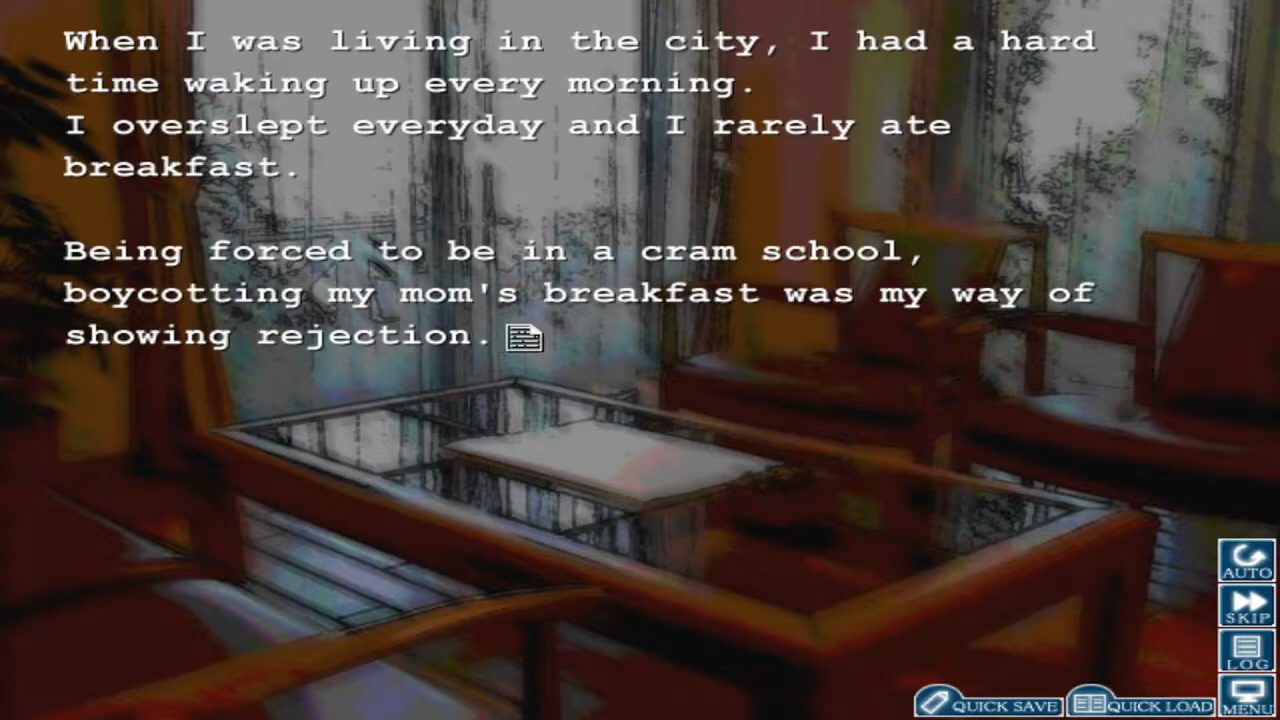 When I was living in the city, I had a hard
time waking up every morning.
I overslept everyday and I rarely ate
breakfast.
Being forced to be in a cram school,
boycotting my mom's breakfast was my way of
showing rejection.
AUTO
SKIP
LOG
QUICK SAVE
QUICK LOAD
MENU